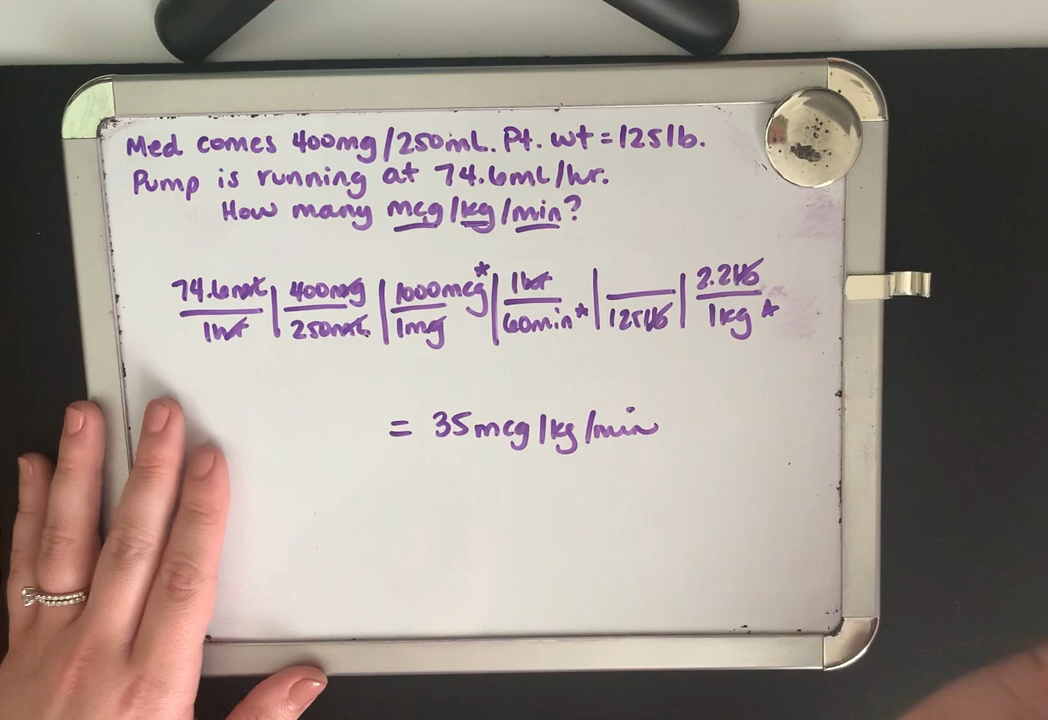 Med comes 400mg/250mL. Pt. wt = 125lb.
Pump is running at 74.6mL/hr.
How many mcg/kg/min?
74.6mL | 400mg | 1000mcg* | 1hr | | 2.2lb
1hr | 250mL | 1mg | 60min* | 125lb | 1kg*
= 35mcg/kg/min